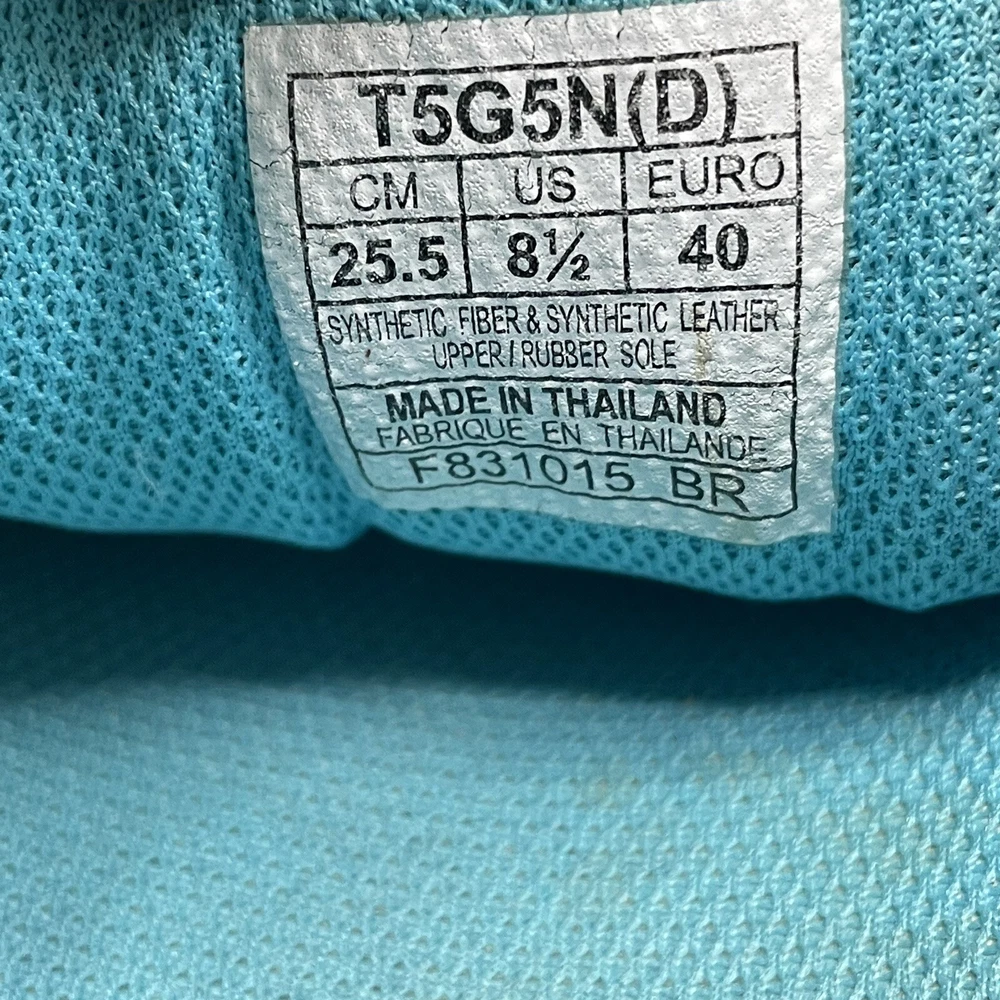 T5G5N(D)
CM US EURO
25.5 8½ 40
SYNTHETIC FIBER & SYNTHETIC LEATHER
UPPER / RUBBER SOLE
MADE IN THAILAND
FABRIQUE EN THAILANDE
F831015 BR